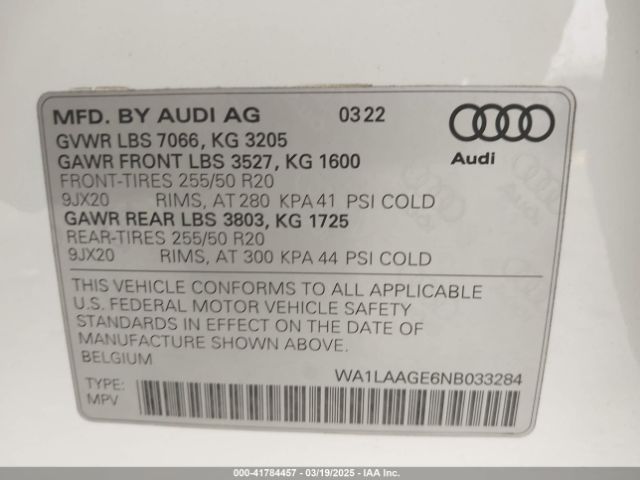 MFD. BY AUDI AG 03 22
GVWR LBS 7066, KG 3205
GAWR FRONT LBS 3527, KG 1600
FRONT-TIRES 255/50 R20
9JX20 RIMS, AT 280 KPA 41 PSI COLD
GAWR REAR LBS 3803, KG 1725
REAR-TIRES 255/50 R20
9JX20 RIMS, AT 300 KPA 44 PSI COLD
Audi
THIS VEHICLE CONFORMS TO ALL APPLICABLE
U.S. FEDERAL MOTOR VEHICLE SAFETY
STANDARDS IN EFFECT ON THE DATE OF
MANUFACTURE SHOWN ABOVE.
BELGIUM
WA1LAAGE6NB033284
TYPE:
MPV
000-41784457 - 03/19/2025 - IAA Inc.